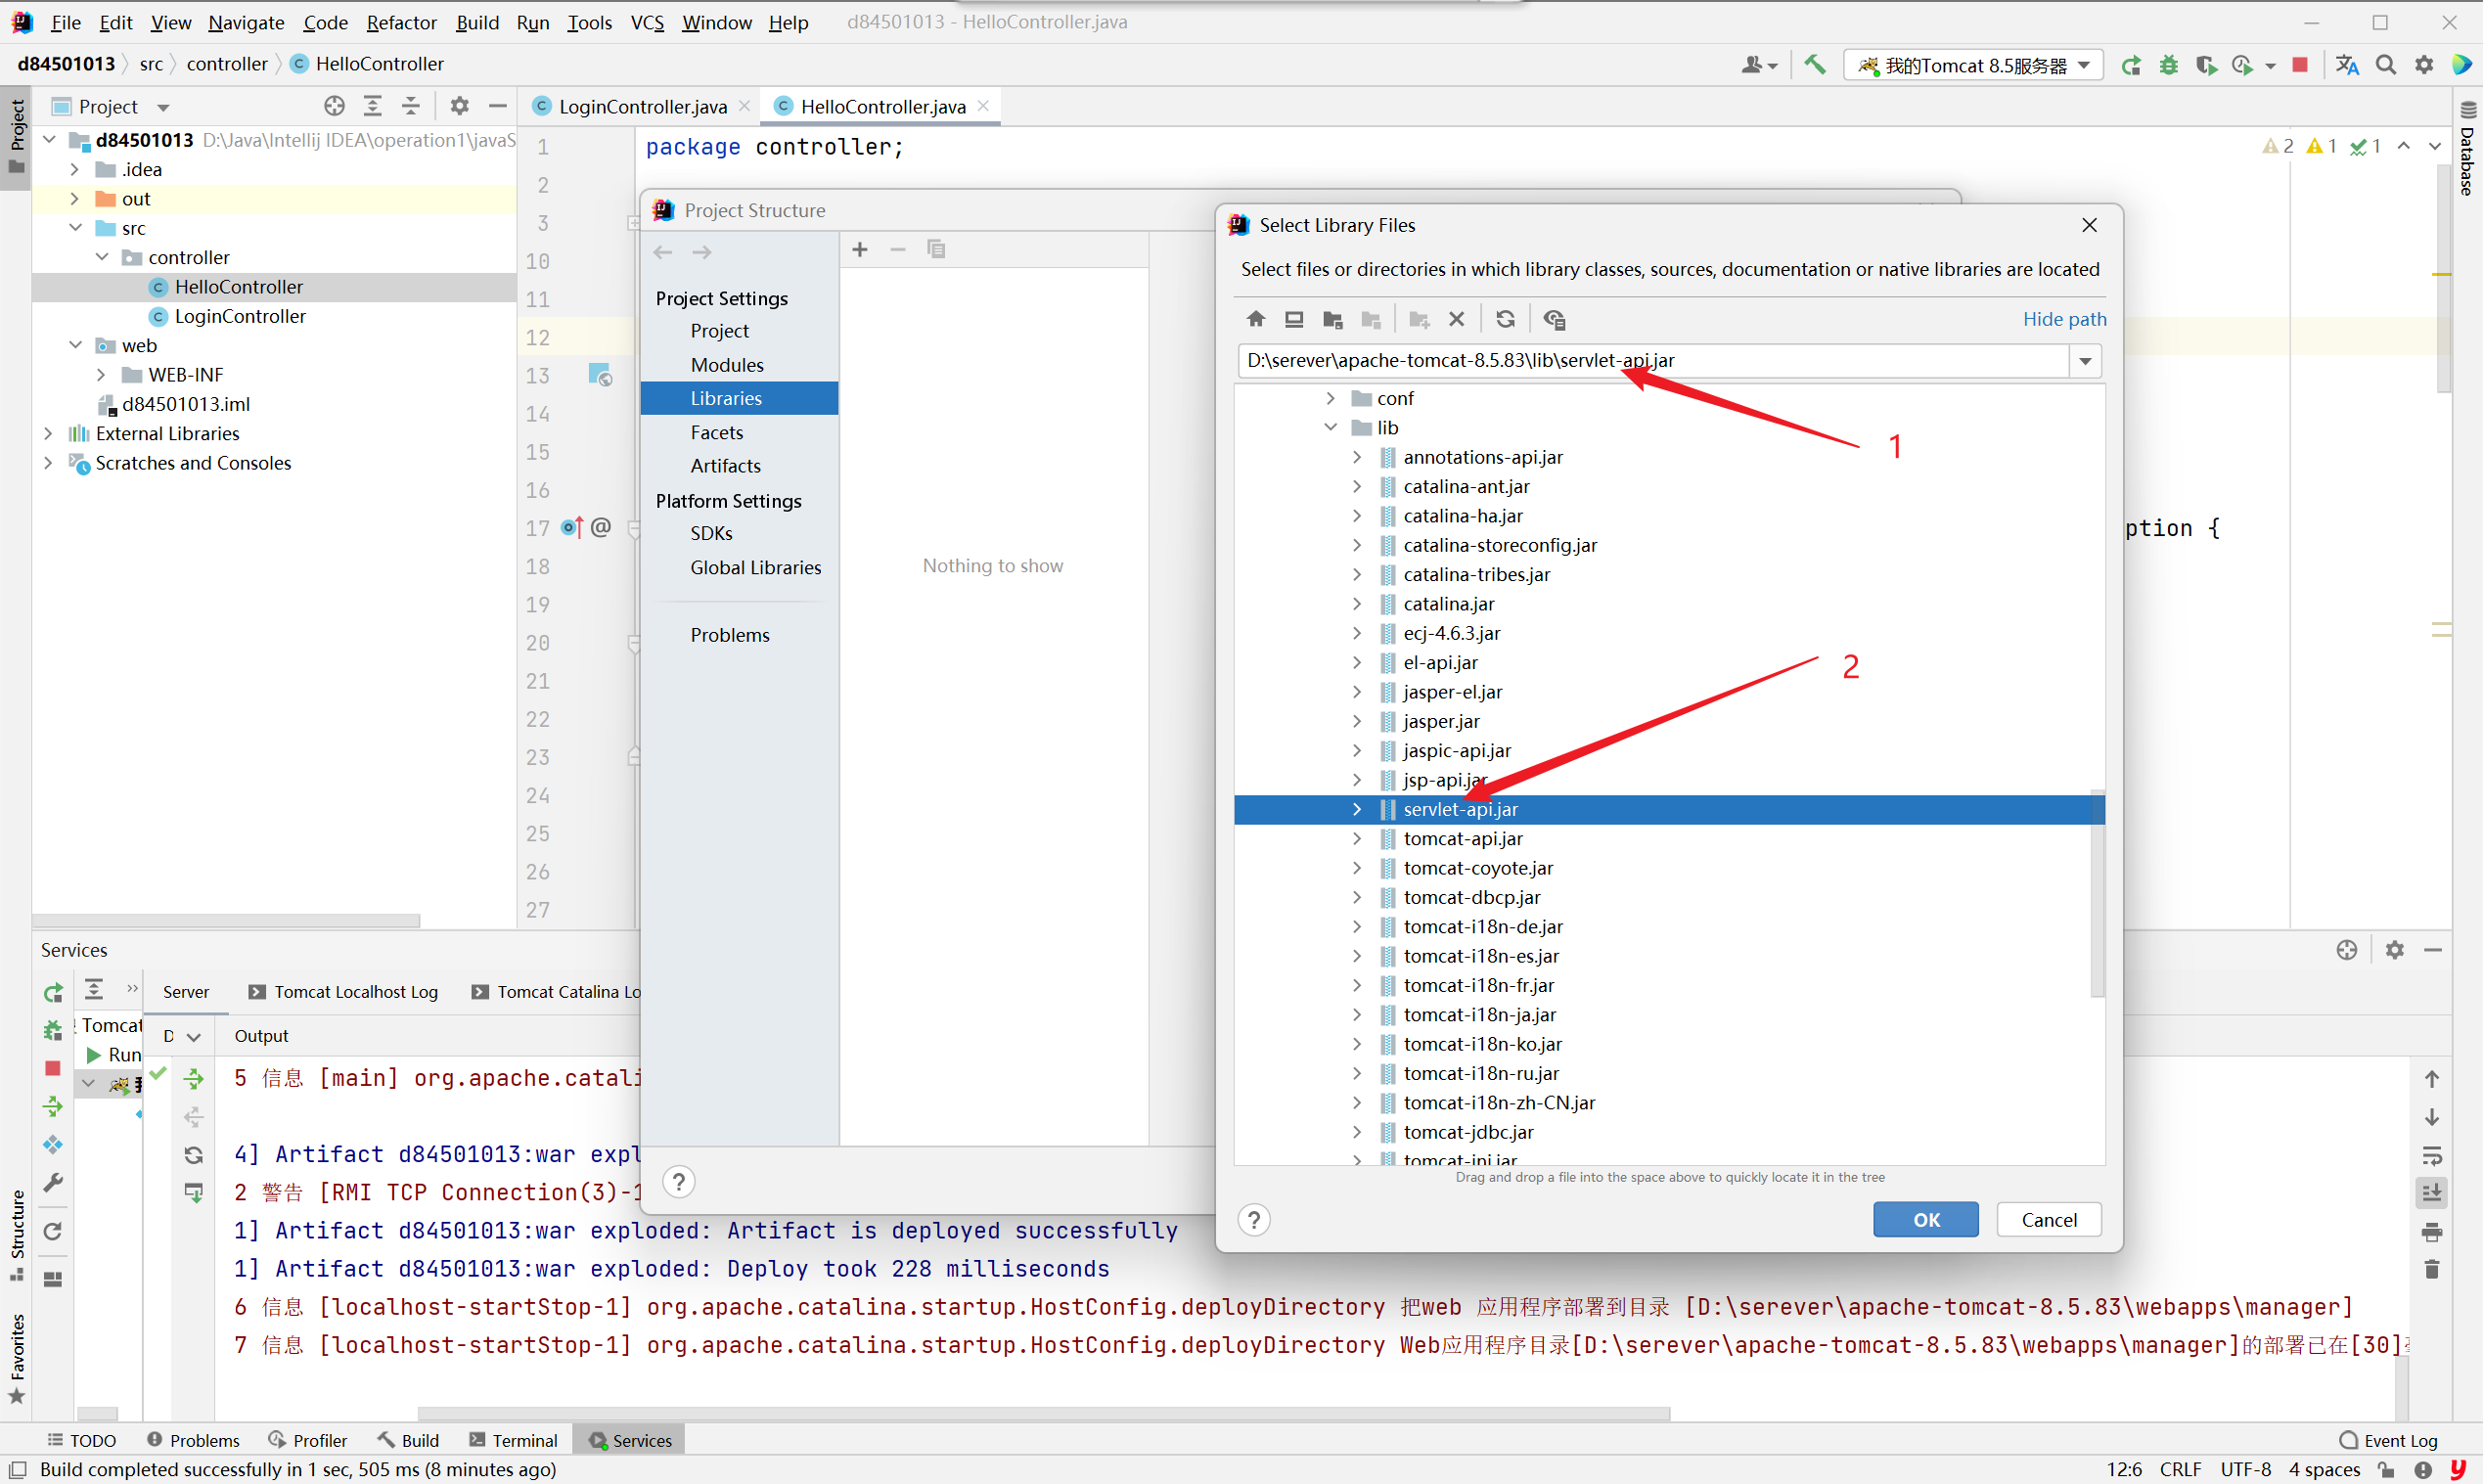 File Edit View Navigate Code Refactor Build Run Tools VCS Window Help d84501013 - HelloController.java
d84501013 src controller HelloController 我的Tomcat 8.5服务器
Project
LoginController.java
HelloController.java
Project
Database
d84501013 D:\Java\Intellij IDEA\operation1\javaS
.idea
out
src
controller
HelloController
LoginController
web
WEB-INF
d84501013.iml
External Libraries
Scratches and Consoles
1 package controller;
2 1 1
2
3
10
11
12
13
14
15
16
17 ption {
18
19
20
21
22
23
24
25
26
27
Project Structure
Project Settings
Project
Modules
Libraries
Facets
Artifacts
Platform Settings
SDKs
Global Libraries
Problems
Nothing to show
Select Library Files
Select files or directories in which library classes, sources, documentation or native libraries are located
Hide path
D:\serever\apache-tomcat-8.5.83\lib\servlet-api.jar
1
2
conf
lib
annotations-api.jar
catalina-ant.jar
catalina-ha.jar
catalina-storeconfig.jar
catalina-tribes.jar
catalina.jar
ecj-4.6.3.jar
el-api.jar
jasper-el.jar
jasper.jar
jaspic-api.jar
jsp-api.jar
servlet-api.jar
tomcat-api.jar
tomcat-coyote.jar
tomcat-dbcp.jar
tomcat-i18n-de.jar
tomcat-i18n-es.jar
tomcat-i18n-fr.jar
tomcat-i18n-ja.jar
tomcat-i18n-ko.jar
tomcat-i18n-ru.jar
tomcat-i18n-zh-CN.jar
tomcat-jdbc.jar
tomcat-jni.jar
Drag and drop a file into the space above to quickly locate it in the tree
OK Cancel
Services
Server Tomcat Localhost Log Tomcat Catalina Lo
Tomcat
Run
D Output
5 信息 [main] org.apache.catali
4] Artifact d84501013:war expl
2 警告 [RMI TCP Connection(3)-1
1] Artifact d84501013:war exploded: Artifact is deployed successfully
1] Artifact d84501013:war exploded: Deploy took 228 milliseconds
6 信息 [localhost-startStop-1] org.apache.catalina.startup.HostConfig.deployDirectory 把web 应用程序部署到目录 [D:\serever\apache-tomcat-8.5.83\webapps\manager]
7 信息 [localhost-startStop-1] org.apache.catalina.startup.HostConfig.deployDirectory Web应用程序目录[D:\serever\apache-tomcat-8.5.83\webapps\manager]的部署已在[30]
Structure
Favorites
TODO Problems Profiler Build Terminal Services Event Log
Build completed successfully in 1 sec, 505 ms (8 minutes ago) 12:6 CRLF UTF-8 4 spaces